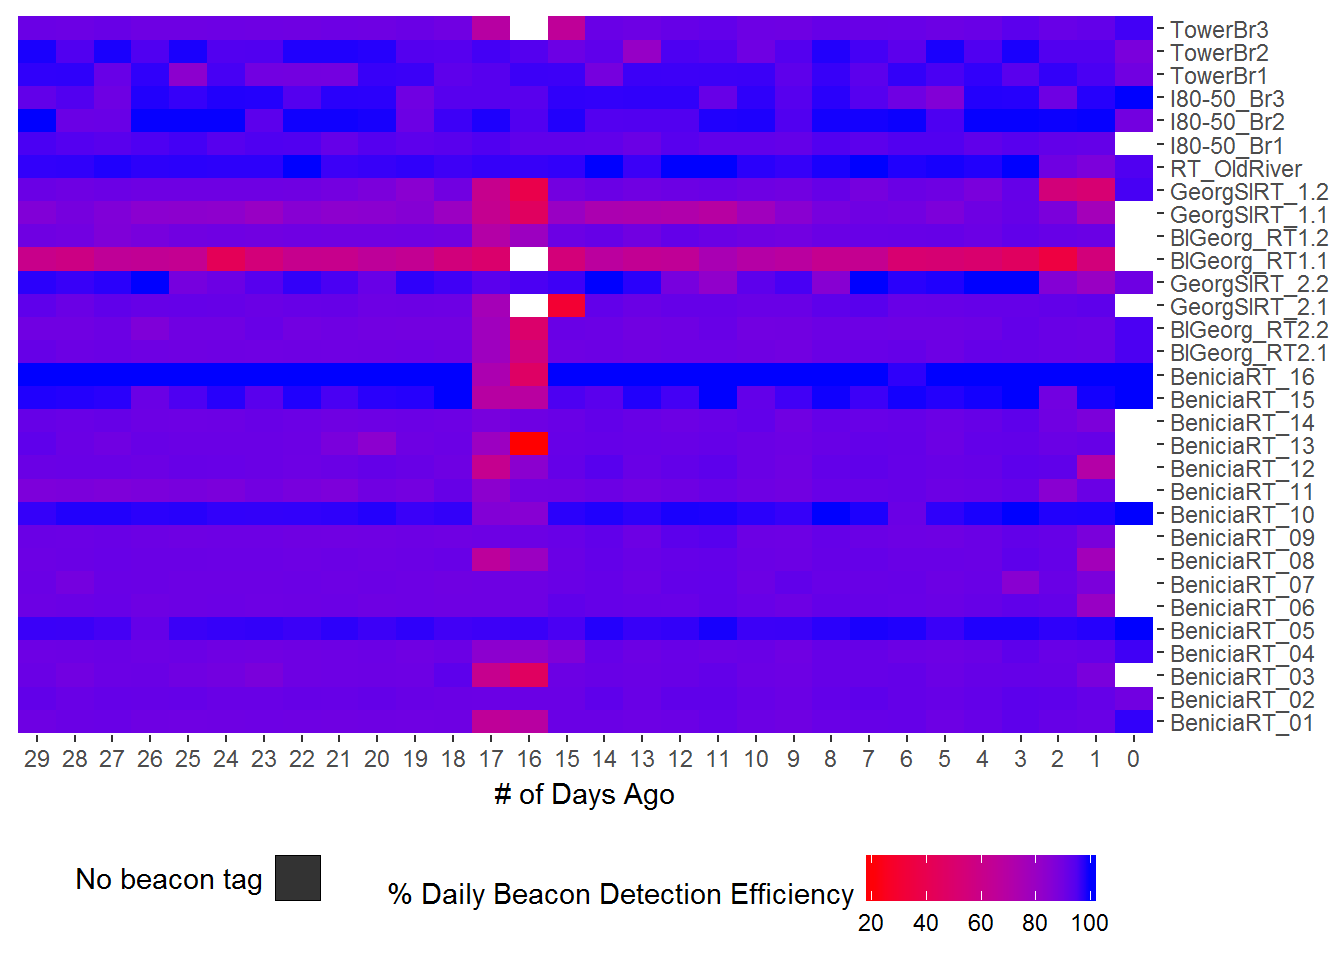 TowerBr3
TowerBr2
TowerBr1
I80-50_Br3
I80-50_Br2
I80-50_Br1
RT_OldRiver
GeorgSlRT_1.2
GeorgSlRT_1.1
BlGeorg_RT1.2
BlGeorg_RT1.1
GeorgSlRT_2.2
GeorgSlRT_2.1
BlGeorg_RT2.2
BlGeorg_RT2.1
BeniciaRT_16
BeniciaRT_15
BeniciaRT_14
BeniciaRT_13
BeniciaRT_12
BeniciaRT_11
BeniciaRT_10
BeniciaRT_09
BeniciaRT_08
BeniciaRT_07
BeniciaRT_06
BeniciaRT_05
BeniciaRT_04
BeniciaRT_03
BeniciaRT_02
BeniciaRT_01
29 28 27 26 25 24 23 22 21 20 19 18 17 16 15 14 13 12 11 10 9 8 7 6 5 4 3 2 1 0
# of Days Ago
No beacon tag
% Daily Beacon Detection Efficiency
20 40 60 80 100